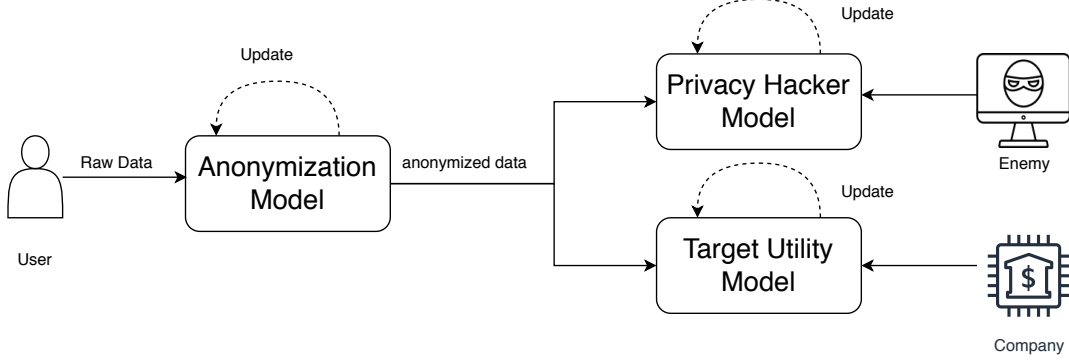 Update
Update
Privacy Hacker
Model
Raw Data
Anonymization
Model
anonymized data
Enemy
Update
User
Target Utility
Model
$
Company